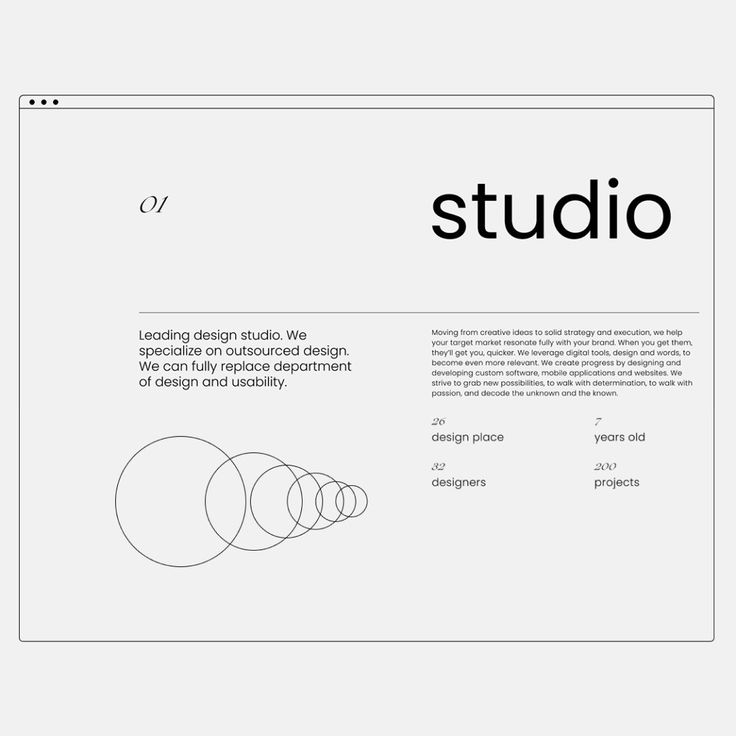 01
studio
Leading design studio. We
specialize on outsourced design.
We can fully replace department
of design and usability.
Moving from creative ideas to solid strategy and execution, we help
your target market resonate fully with your brand. When you get them,
they'll get you, quicker. We leverage digital tools, design and words, to
become even more relevant. We create progress by designing and
developing custom software, mobile applications and websites. We
strive to grab new possibilities, to walk with determination, to walk with
passion, and decode the unknown and the known.
26
design place
7
years old
32
designers
200
projects